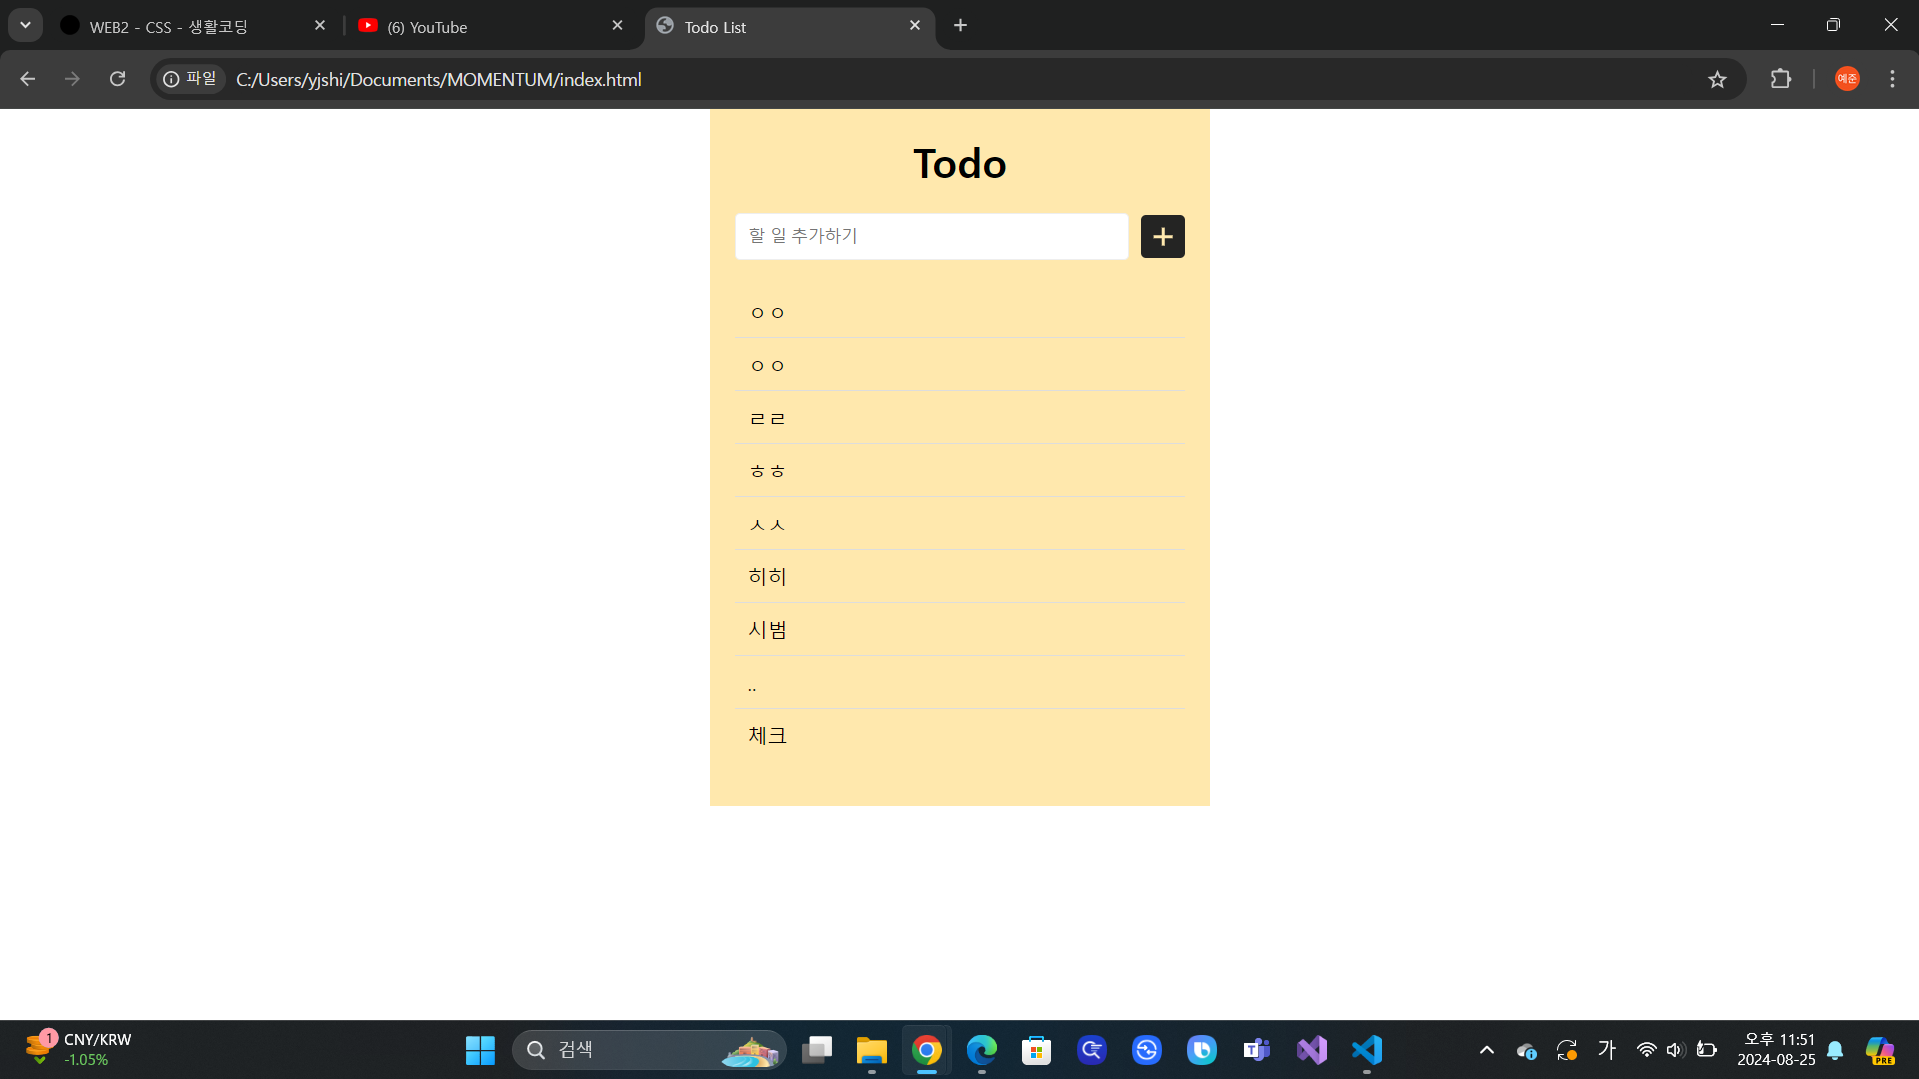 WEB2 - CSS - 생활코딩
(6) YouTube
Todo List
파일
C:/Users/yjshi/Documents/MOMENTUM/index.html
예준
Todo
할 일 추가하기
ㅇㅇ
ㅇㅇ
ㄹㄹ
ㅎㅎ
ㅅㅅ
히히
시범
..
체크
1
CNY/KRW
-1.05%
검색
가
오후 11:51
2024-08-25
PRE